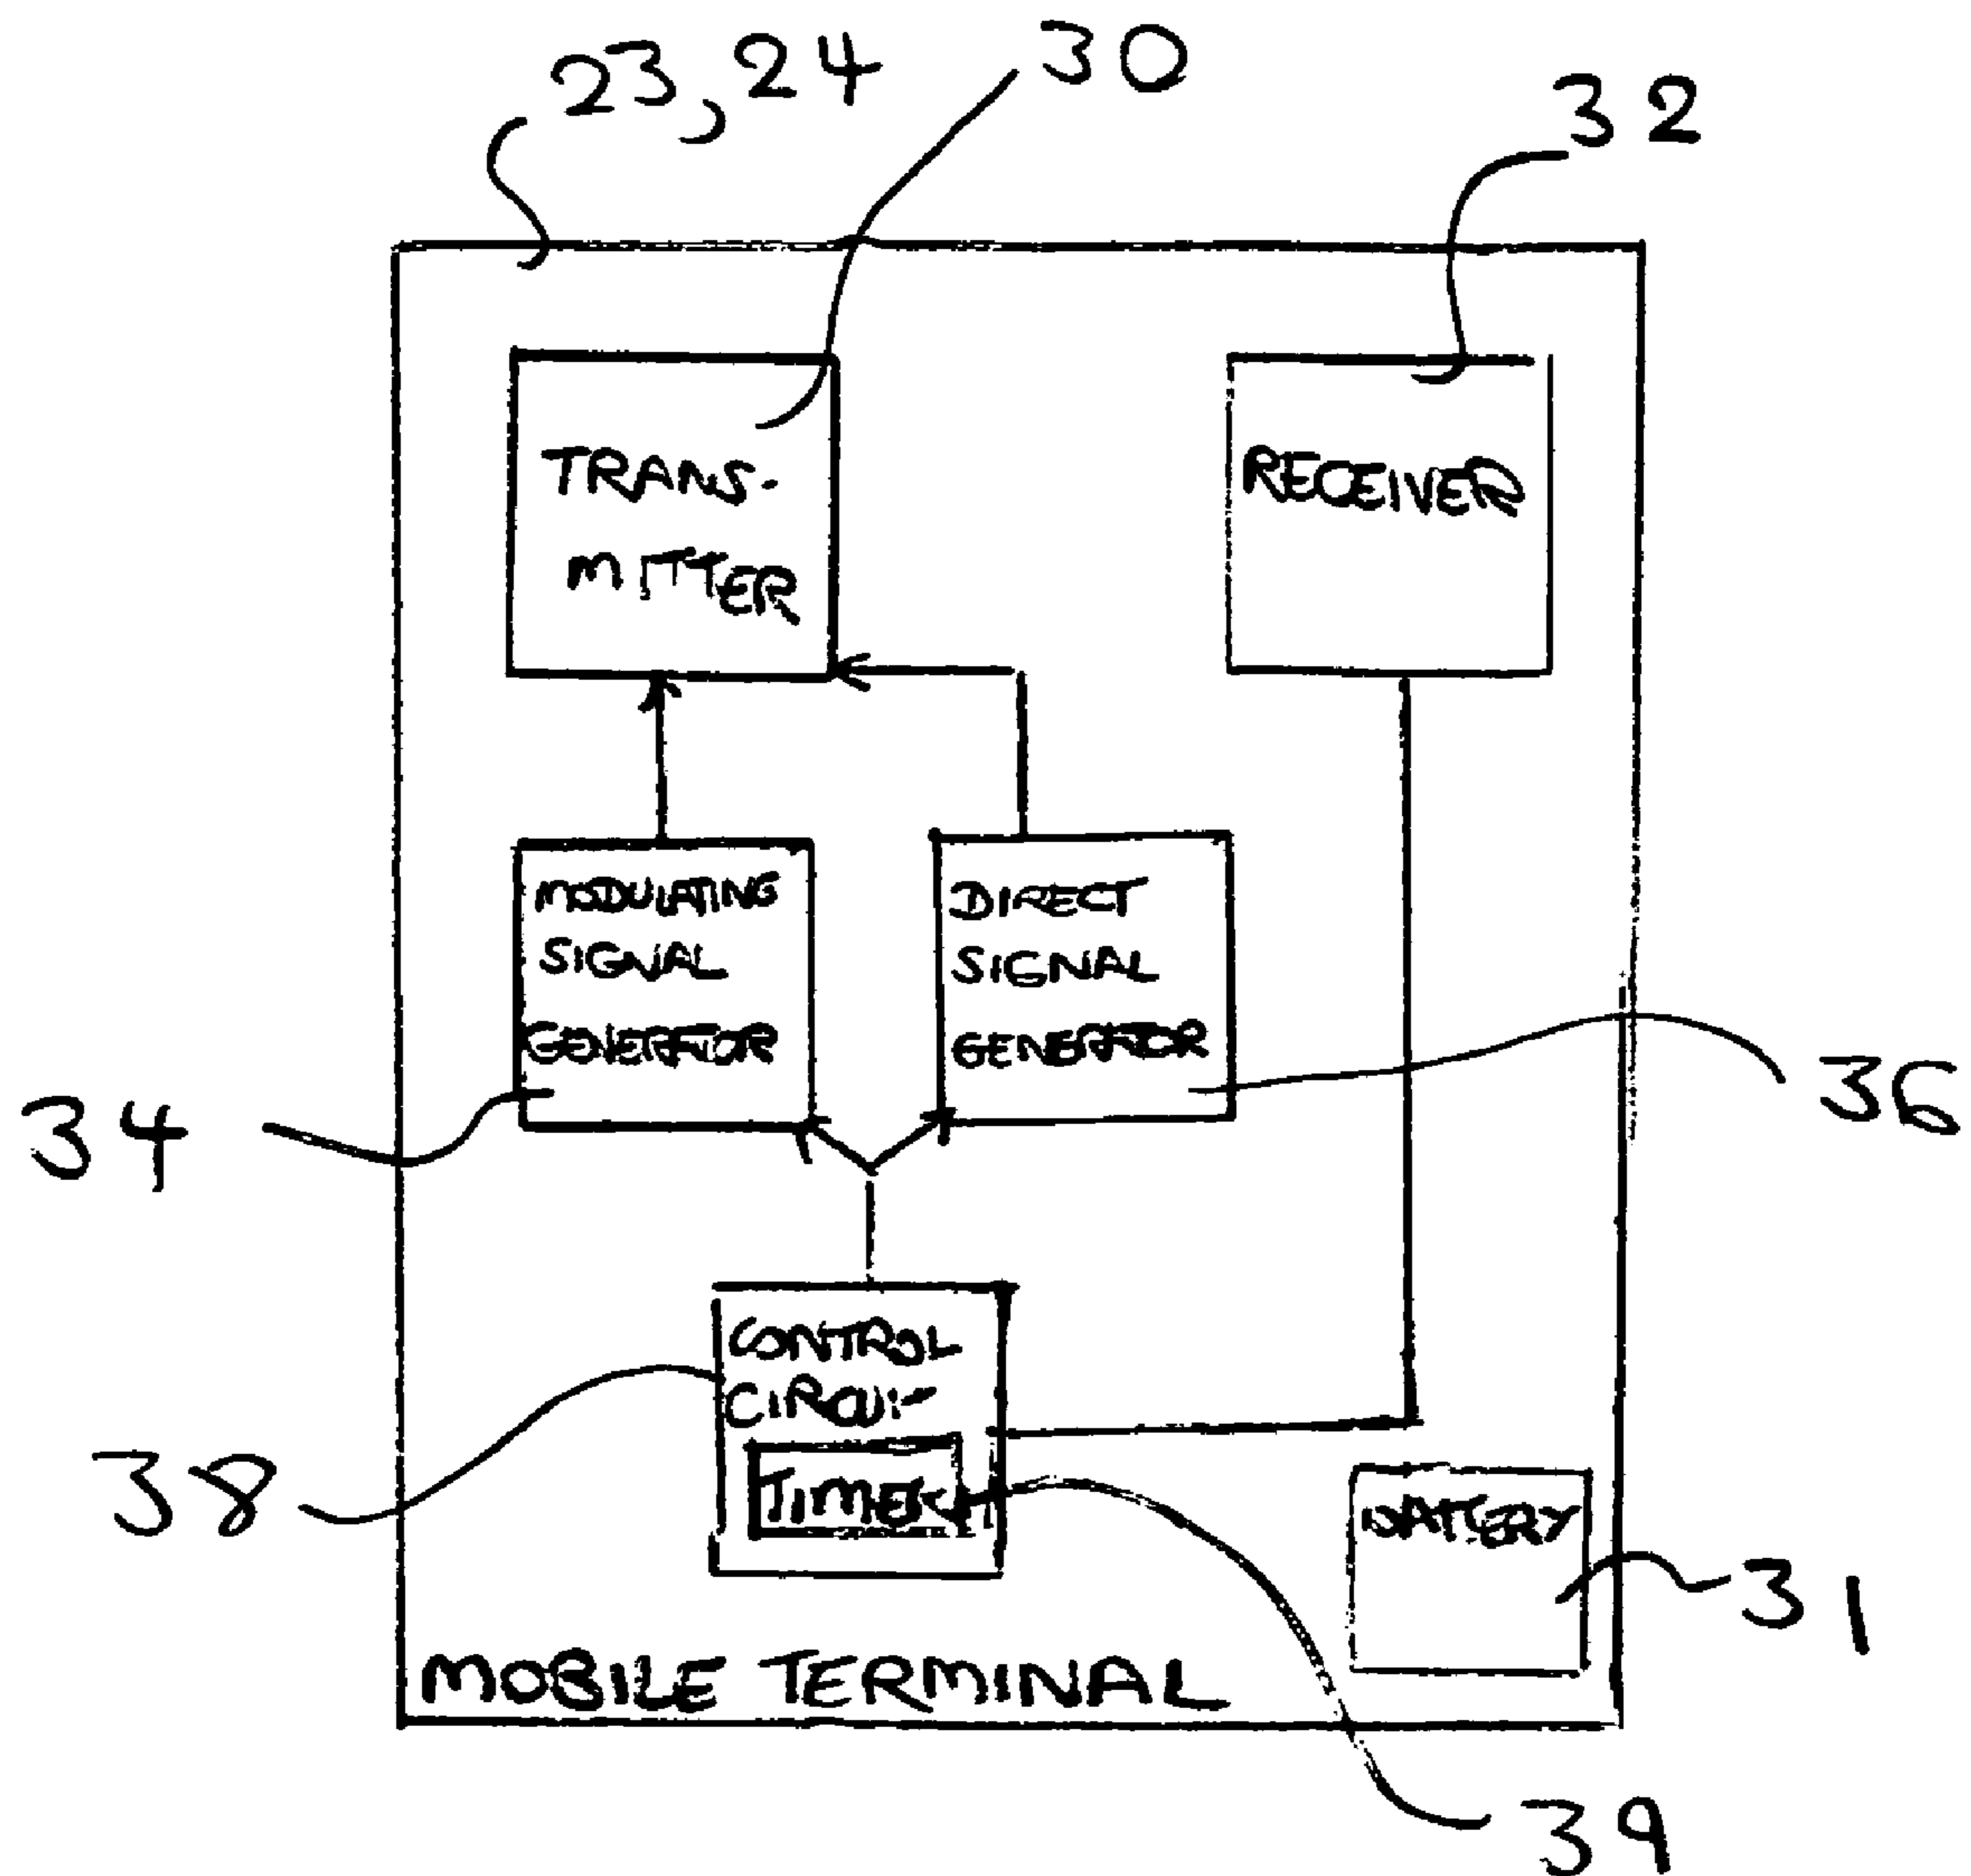 23,24
30
32
TRANS-
MITTER
RECEIVER
MODULATING
SIGNAL
GENERATOR
DIRECT
SIGNAL
GENERATOR
34
36
CONTROL
CIRCUIT
TIMER
38
BATTERY
31
MOBILE TERMINAL
39